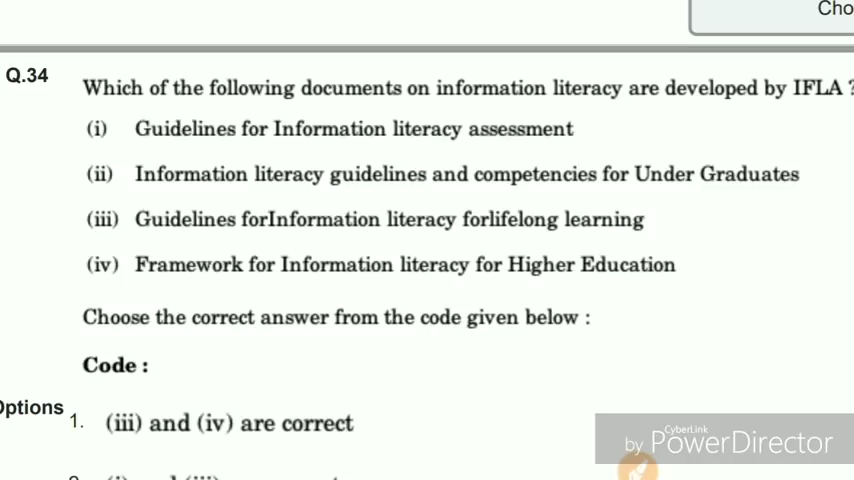 Cho
Q.34 Which of the following documents on information literacy are developed by IFLA ?
(i) Guidelines for Information literacy assessment
(ii) Information literacy guidelines and competencies for Under Graduates
(iii) Guidelines forInformation literacy forlifelong learning
(iv) Framework for Information literacy for Higher Education
Choose the correct answer from the code given below :
Code :
Options 1. (iii) and (iv) are correct
CyberLink
by PowerDirector